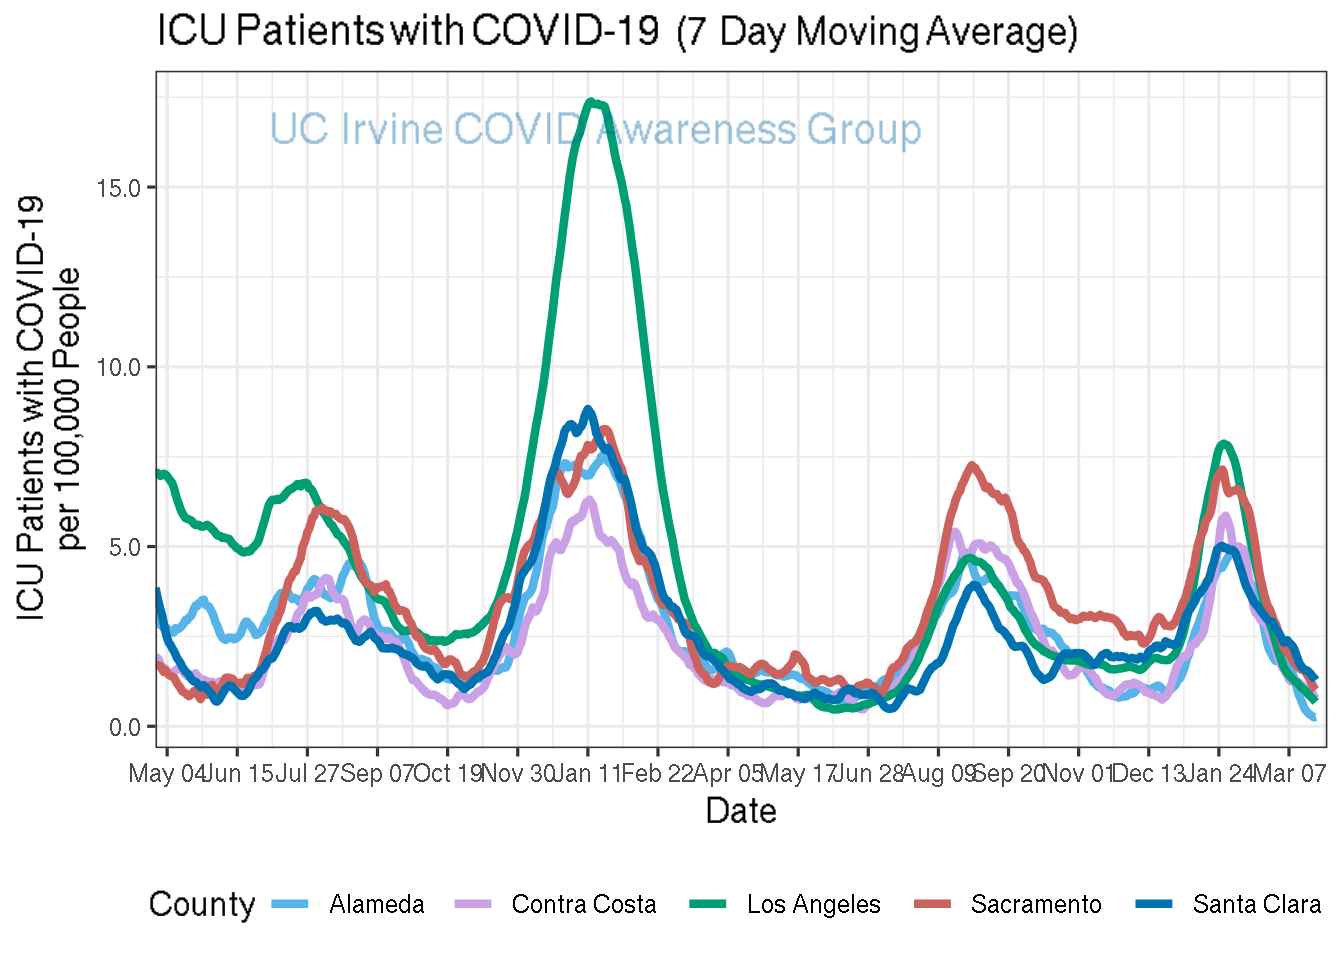 ICU Patients with COVID-19 (7 Day Moving Average)
UC Irvine COVID Awareness Group
ICU Patients with COVID-19
per 100,000 People
15.0
10.0
5.0
0.0
May 04 Jun 15 Jul 27 Sep 07 Oct 19 Nov 30 Jan 11 Feb 22 Apr 05 May 17 Jun 28 Aug 09 Sep 20 Nov 01 Dec 13 Jan 24 Mar 07
Date
County Alameda Contra Costa Los Angeles Sacramento Santa Clara